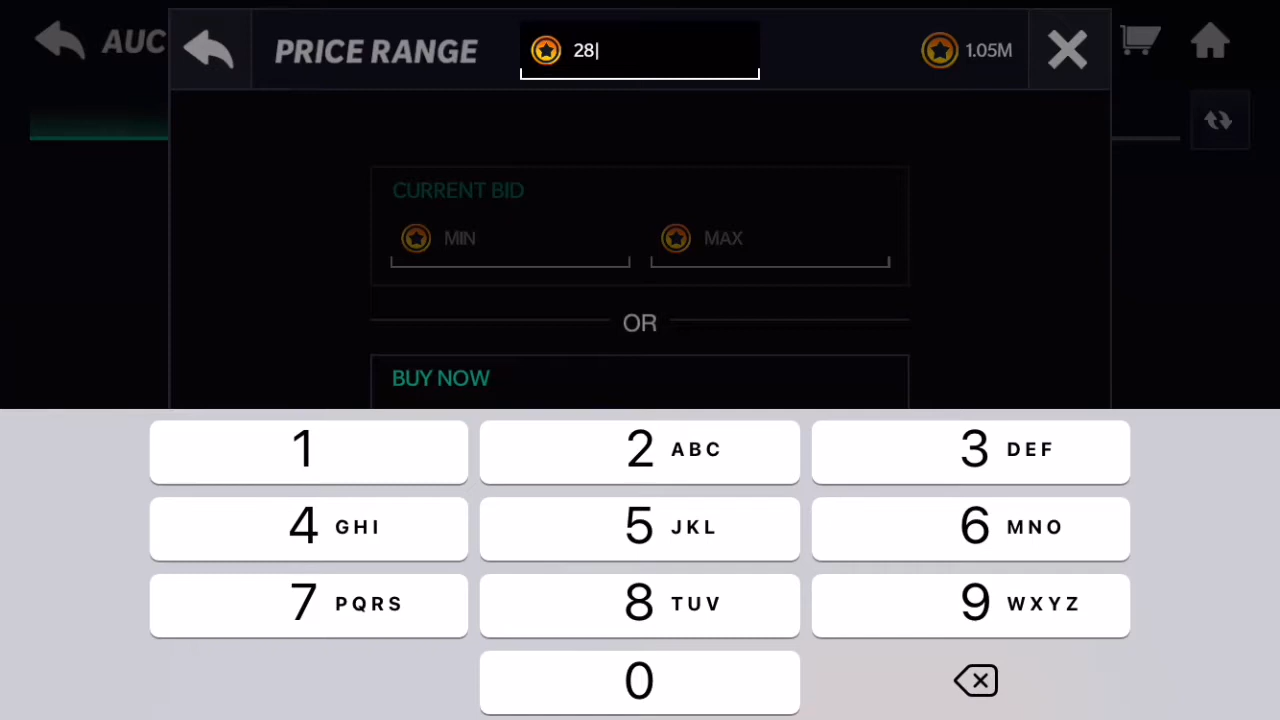 AUC
PRICE RANGE
28
1.05M
CURRENT BID
MIN
MAX
OR
BUY NOW
1
2 ABC
3 DEF
4 GHI
5 JKL
6 MNO
7 PQRS
8 TUV
9 WXYZ
0